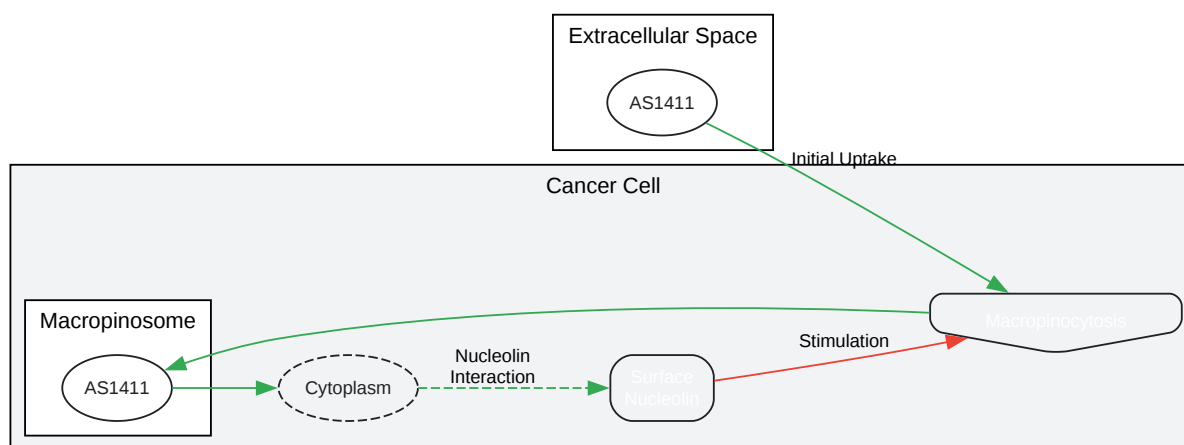 Extracellular Space
AS1411
Initial Uptake
Cancer Cell
Macropinosome
AS1411
Cytoplasm
Nucleolin
Interaction
Surface
Nucleolin
Stimulation
Macropinocytosis